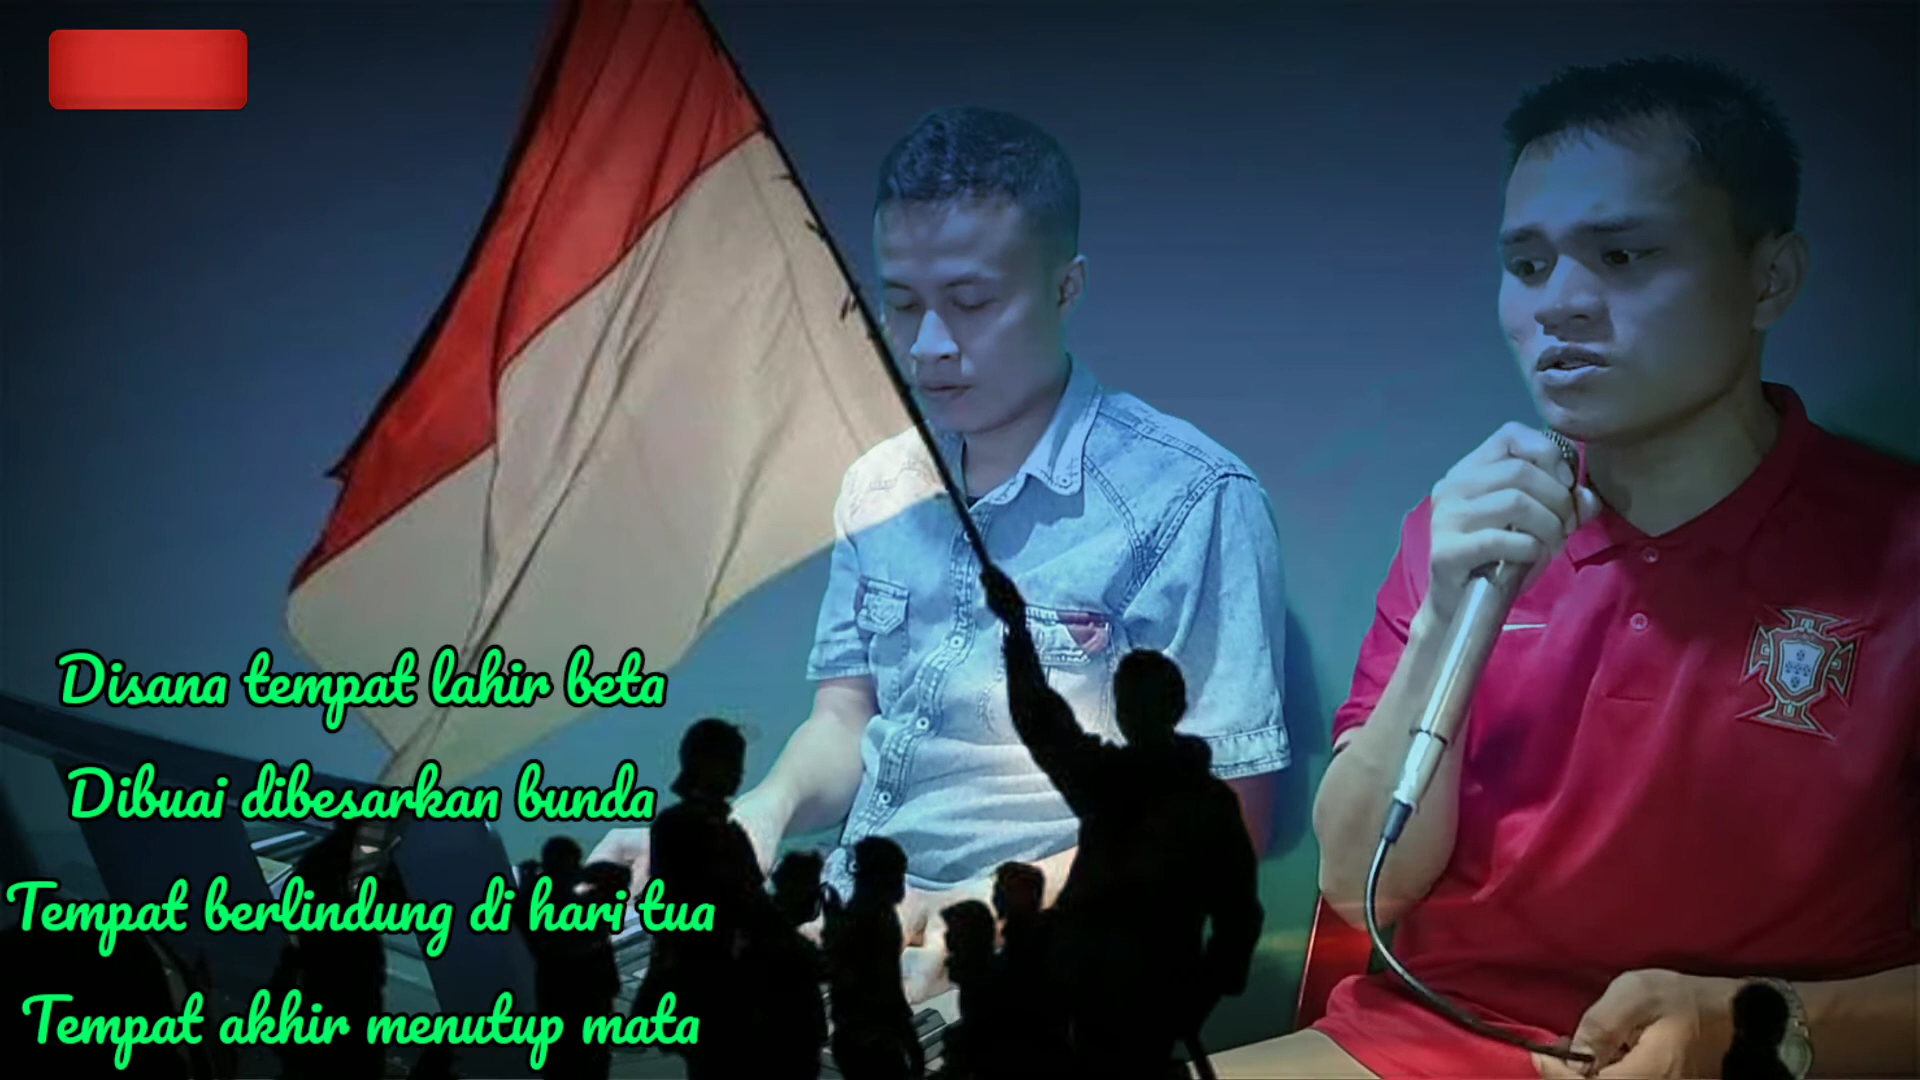 Disana tempat lahir beta
Dibuai dibesarkan bunda
Tempat berlindung di hari tua
Tempat akhir menutup mata